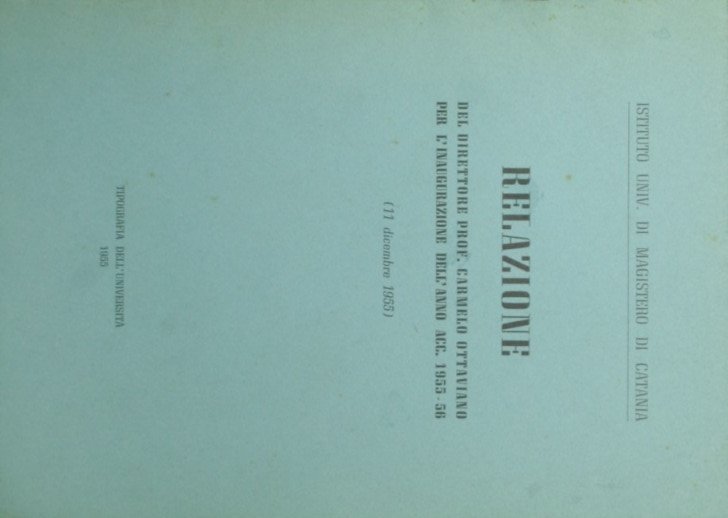 ISTITUTO UNIV. DI MAGISTERO DI CATANIA
RELAZIONE
DEL DIRETTORE PROF. CARMELO OTTAVIANO
PER L'INAUGURAZIONE DELL'ANNO ACC. 1955-56
(11 dicembre 1955)
TIPOGRAFIA DELL'UNIVERSITÀ
1955